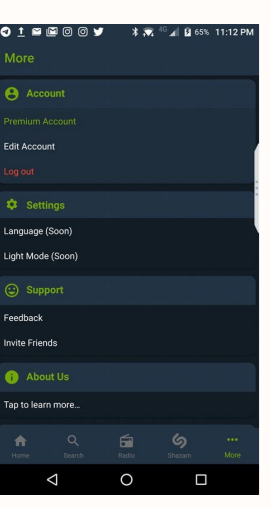 4G 65% 11:12 PM
More
Account
Premium Account
Edit Account
Log out
Settings
Language (Soon)
Light Mode (Soon)
Support
Feedback
Invite Friends
About Us
Tap to learn more...
Home Search Radio Shazam More